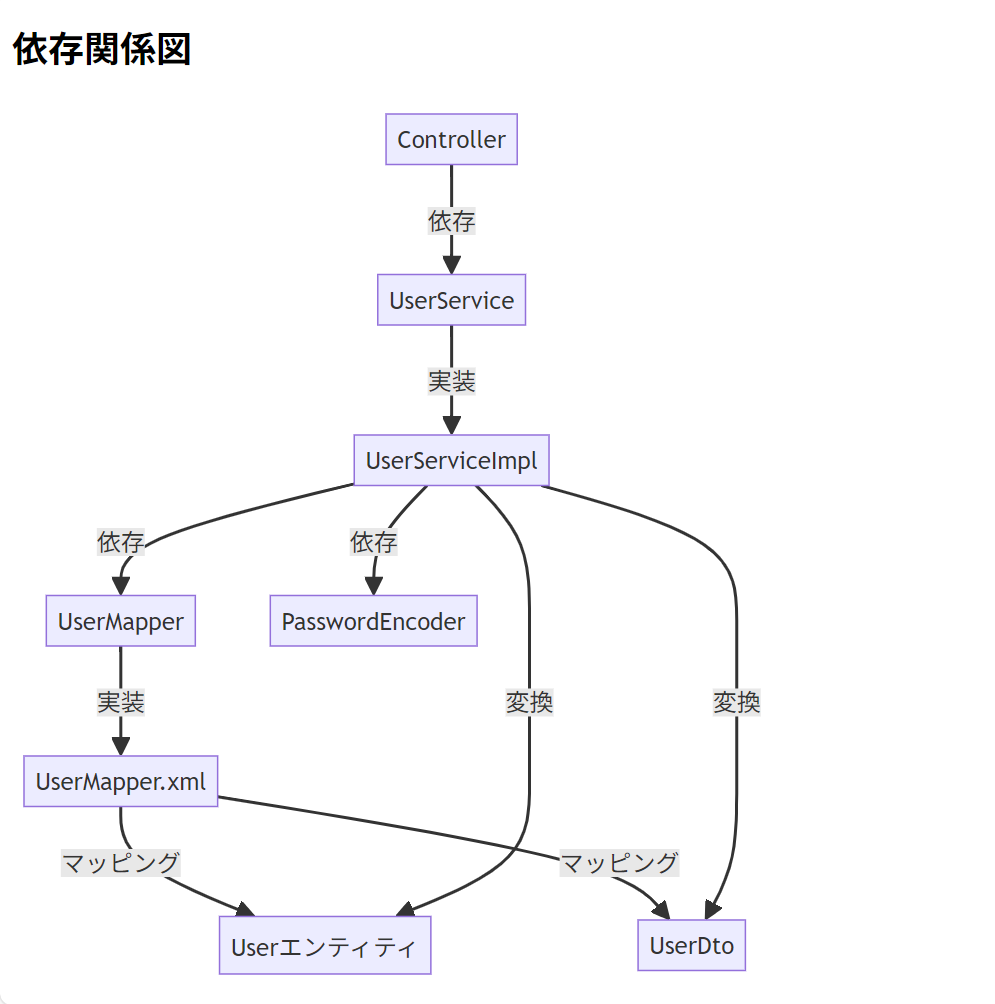 依存関係図
Controller
依存
UserService
実装
UserServiceImpl
依存
依存
UserMapper
PasswordEncoder
実装
変換
変換
UserMapper.xml
マッピング
マッピング
Userエンティティ
UserDto